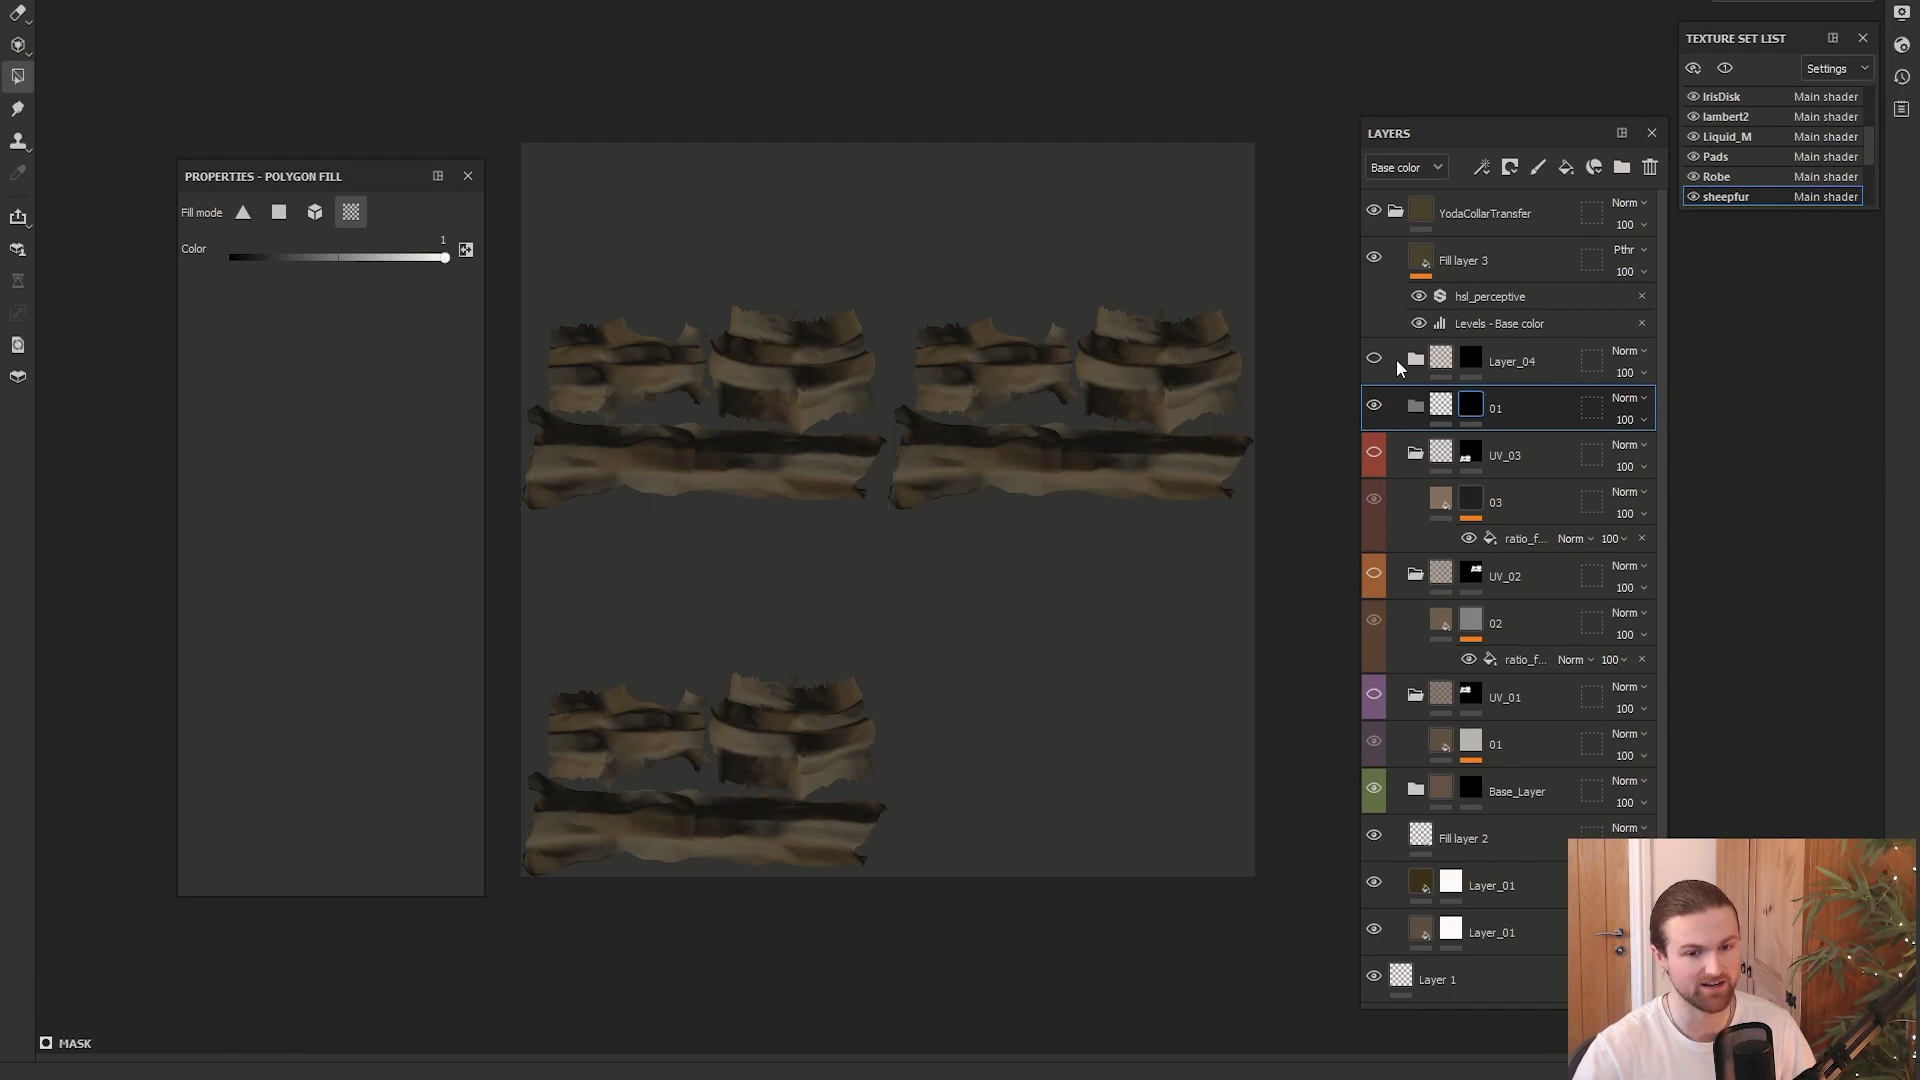 TEXTURE SET LIST
Settings
IrisDisk Main shader
lambert2 Main shader
Liquid_M Main shader
Pads Main shader
Robe Main shader
sheepfur Main shader
PROPERTIES - POLYGON FILL
Fill mode
Color
1
LAYERS
Base color
YodaCollarTransfer
Norm
100
Fill layer 3
Pthr
100
hsl_perceptive
Levels - Base color
Layer_04
Norm
100
01
Norm
100
UV_03
Norm
100
03
Norm
100
ratio_f... Norm 100
UV_02
Norm
100
02
Norm
100
ratio_f... Norm 100
UV_01
Norm
100
01
Norm
100
Base_Layer
Norm
100
Fill layer 2
Norm
Layer_01
Layer_01
Layer 1
MASK